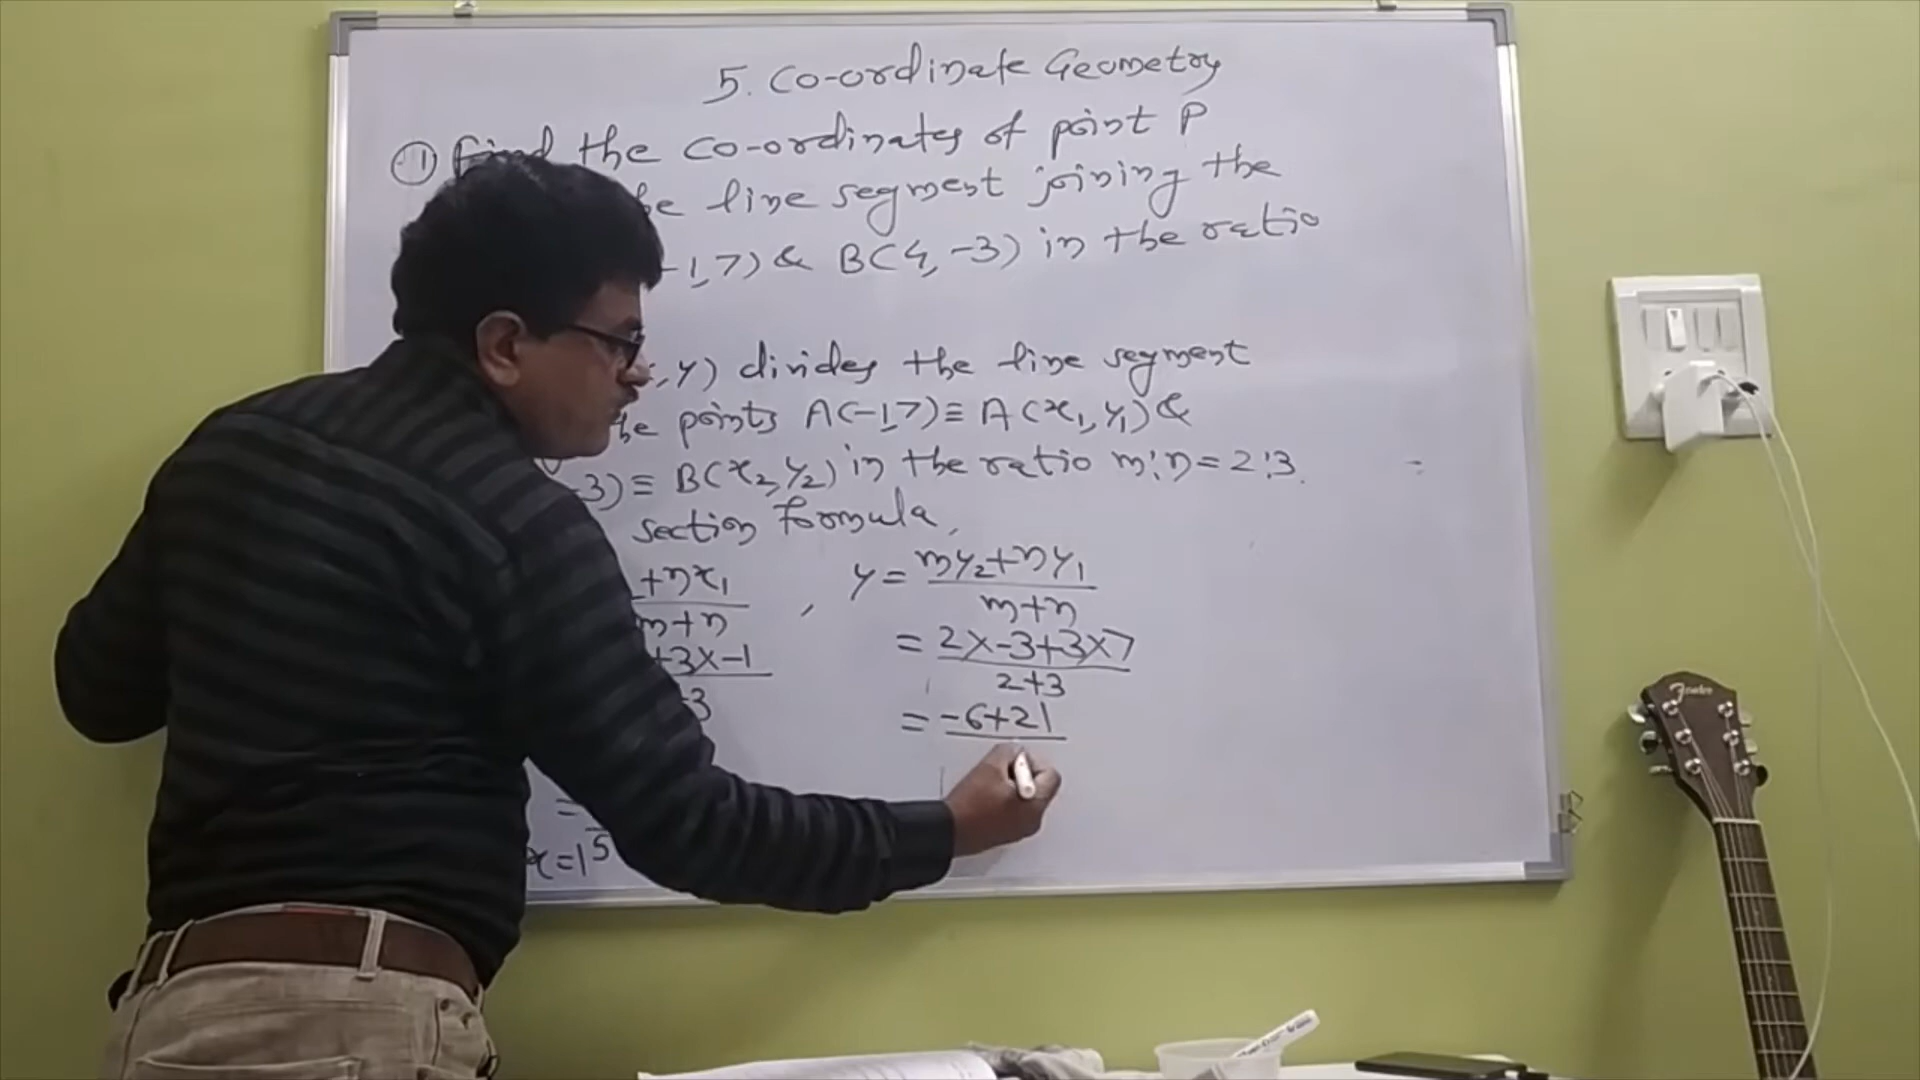 5. Co-ordinate Geometry
① Find the co-ordinates of point P
line segment joining the
-1,7) & B(4,-3) in the ratio
,y) divides the line segment
points A(-1,7)≡ A(x₁,y₁) &
-3)≡ B(x₂,y₂) in the ratio m:n=2:3.
section formula,
+nx₁ , y= my₂+ny₁
m+n m+n
+3x-1 = 2x-3+3x7
3 2+3
= -6+21
=
5
x=1
Fender